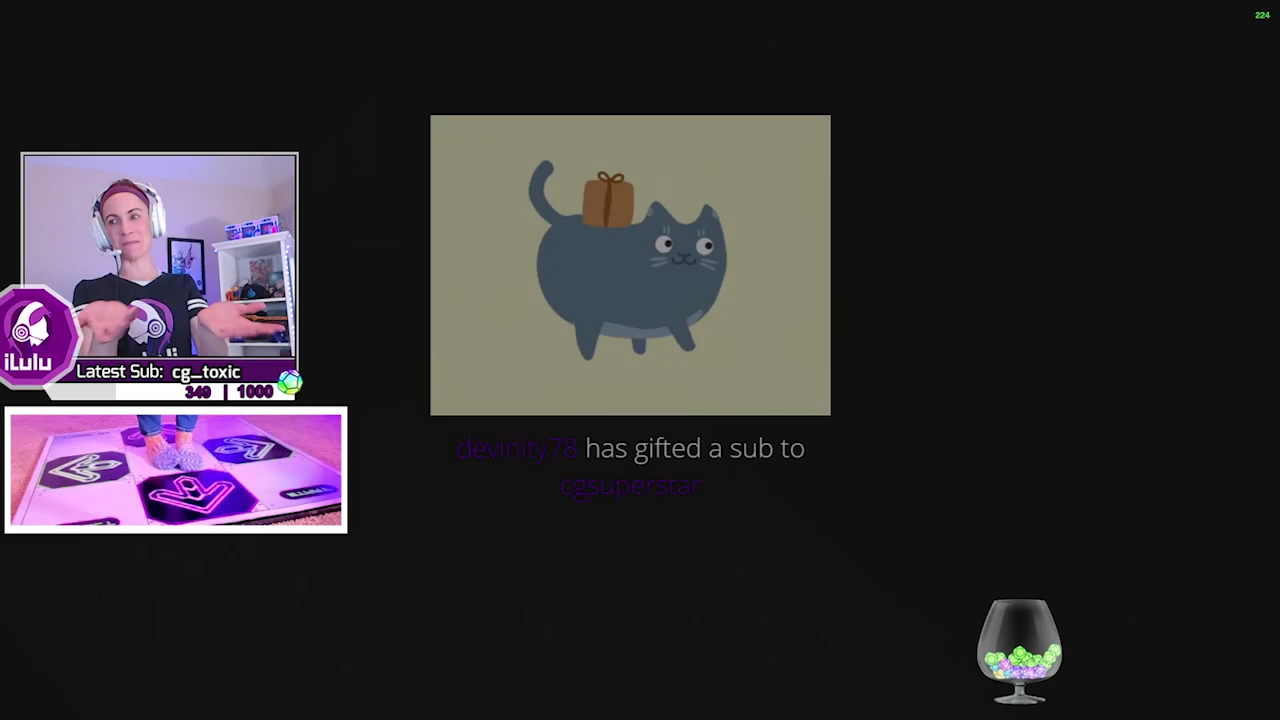 224
iLulu
Latest Sub: cg_toxic
349 | 1000
devinity78 has gifted a sub to
cgsuperstar